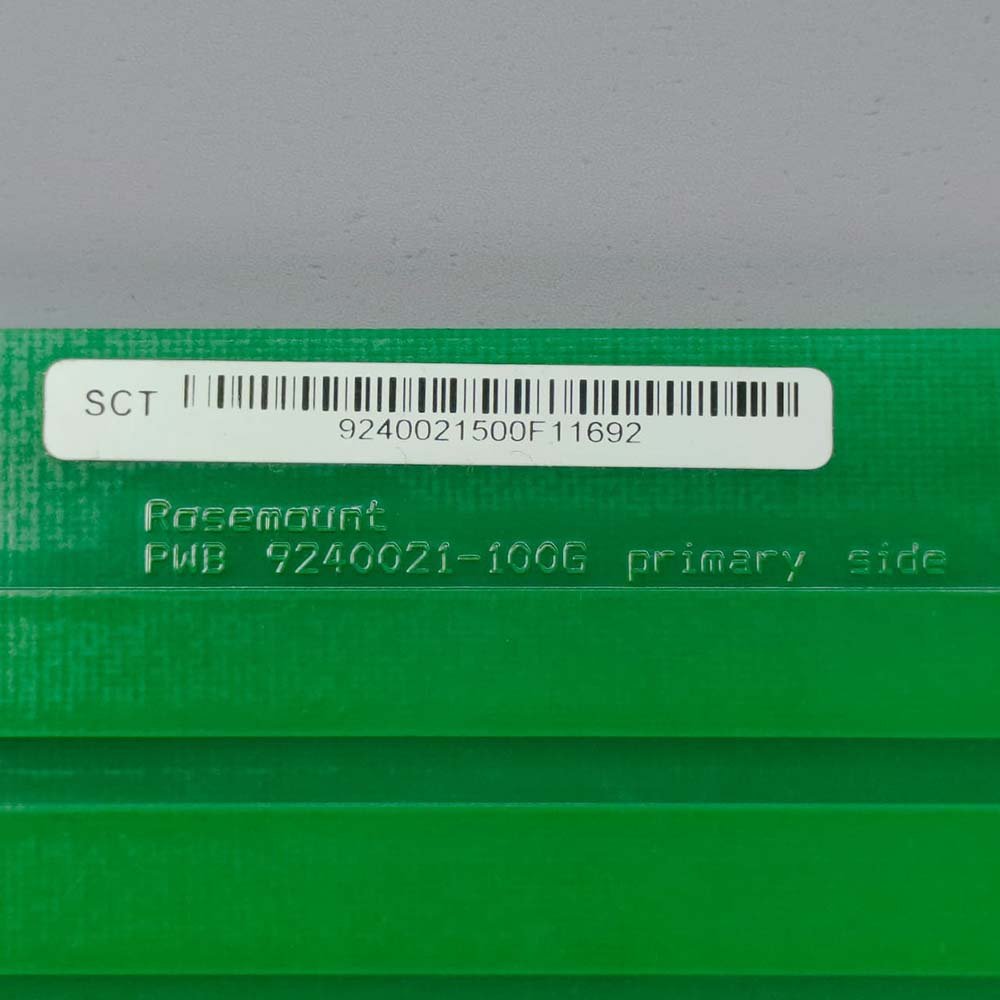 SCT
9240021500F11692
Rosemount
PWB 9240021-100G primary side